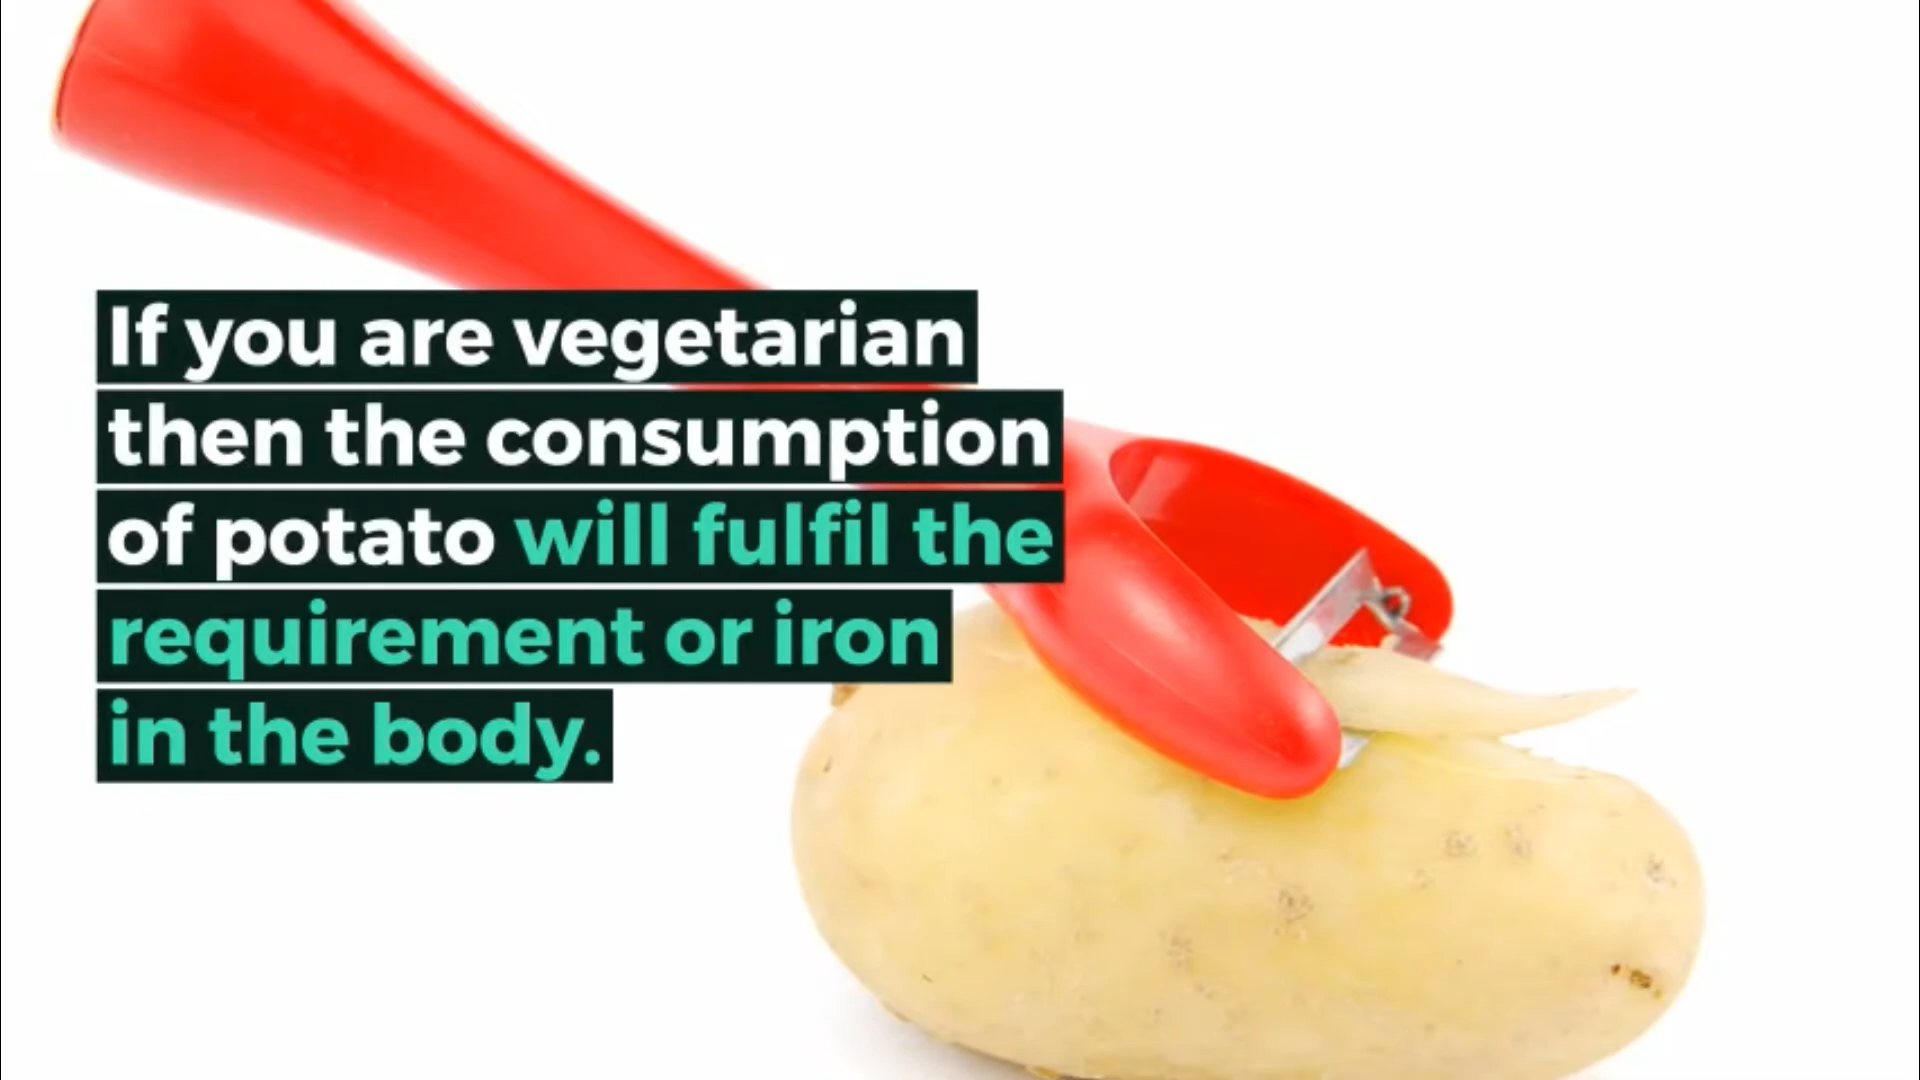 If you are vegetarian
then the consumption
of potato will fulfil the
requirement or iron
in the body.